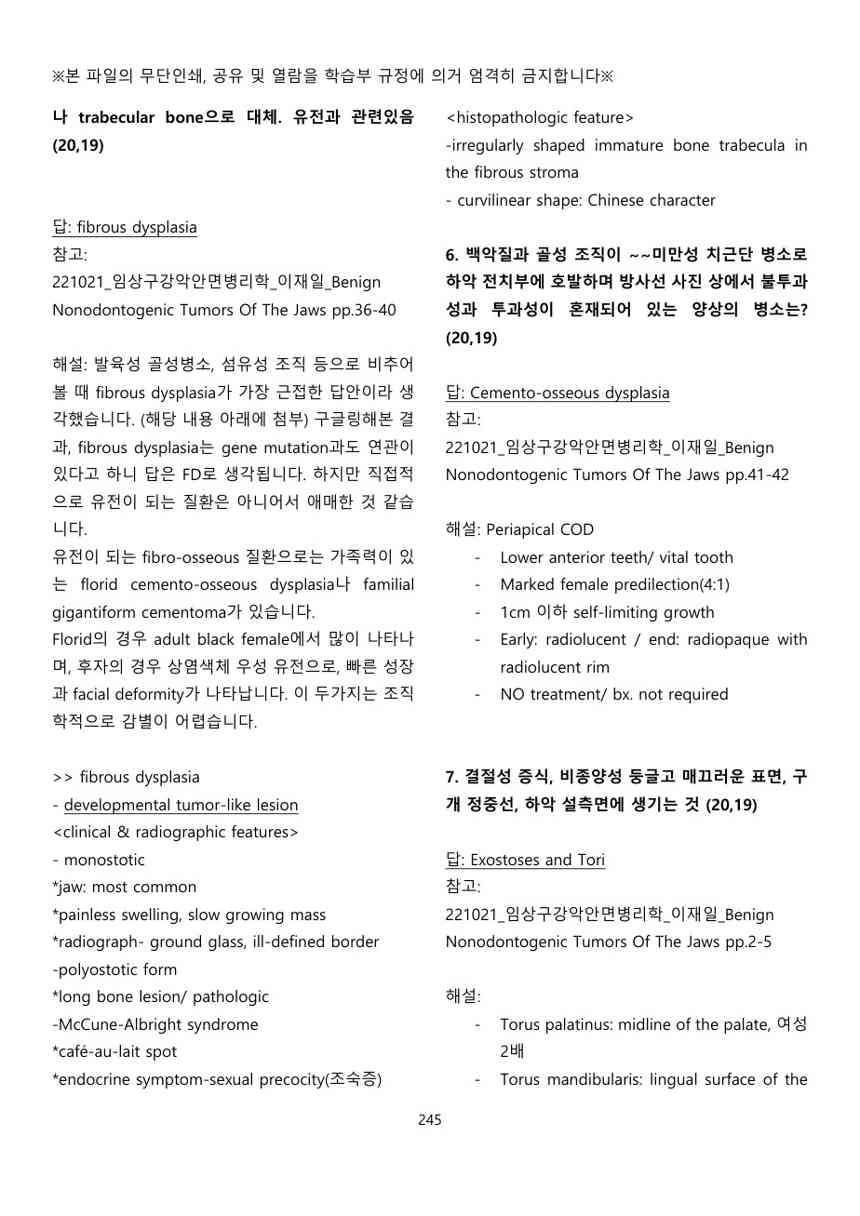 ※본 파일의 무단인쇄, 공유 및 열람을 학습부 규정에 의거 엄격히 금지합니다※
나 trabecular bone으로 대체. 유전과 관련있음
(20,19)
답: fibrous dysplasia
참고:
221021_임상구강악안면병리학_이재일_Benign
Nonodontogenic Tumors Of The Jaws pp.36-40
해설: 발육성 골성병소, 섬유성 조직 등으로 비추어
볼 때 fibrous dysplasia가 가장 근접한 답안이라 생
각했습니다. (해당 내용 아래에 첨부) 구글링해본 결
과, fibrous dysplasia는 gene mutation과도 연관이
있다고 하니 답은 FD로 생각됩니다. 하지만 직접적
으로 유전이 되는 질환은 아니어서 애매한 것 같습
니다.
유전이 되는 fibro-osseous 질환으로는 가족력이 있
는 florid cemento-osseous dysplasia나 familial
gigantiform cementoma가 있습니다.
Florid의 경우 adult black female에서 많이 나타나
며, 후자의 경우 상염색체 우성 유전으로, 빠른 성장
과 facial deformity가 나타납니다. 이 두가지는 조직
학적으로 감별이 어렵습니다.
>> fibrous dysplasia
- developmental tumor-like lesion
<clinical & radiographic features>
- monostotic
*jaw: most common
*painless swelling, slow growing mass
*radiograph- ground glass, ill-defined border
-polyostotic form
*long bone lesion/ pathologic
-McCune-Albright syndrome
*café-au-lait spot
*endocrine symptom-sexual precocity(조숙증)
<histopathologic feature>
-irregularly shaped immature bone trabecula in
the fibrous stroma
- curvilinear shape: Chinese character
6. 백악질과 골성 조직이 ~~미만성 치근단 병소로
하악 전치부에 호발하며 방사선 사진 상에서 불투과
성과 투과성이 혼재되어 있는 양상의 병소는?
(20,19)
답: Cemento-osseous dysplasia
참고:
221021_임상구강악안면병리학_이재일_Benign
Nonodontogenic Tumors Of The Jaws pp.41-42
해설: Periapical COD
- Lower anterior teeth/ vital tooth
- Marked female predilection(4:1)
- 1cm 이하 self-limiting growth
- Early: radiolucent / end: radiopaque with
radiolucent rim
- NO treatment/ bx. not required
7. 결절성 증식, 비종양성 둥글고 매끄러운 표면, 구
개 정중선, 하악 설측면에 생기는 것 (20,19)
답: Exostoses and Tori
참고:
221021_임상구강악안면병리학_이재일_Benign
Nonodontogenic Tumors Of The Jaws pp.2-5
해설:
- Torus palatinus: midline of the palate, 여성
2배
- Torus mandibularis: lingual surface of the
245